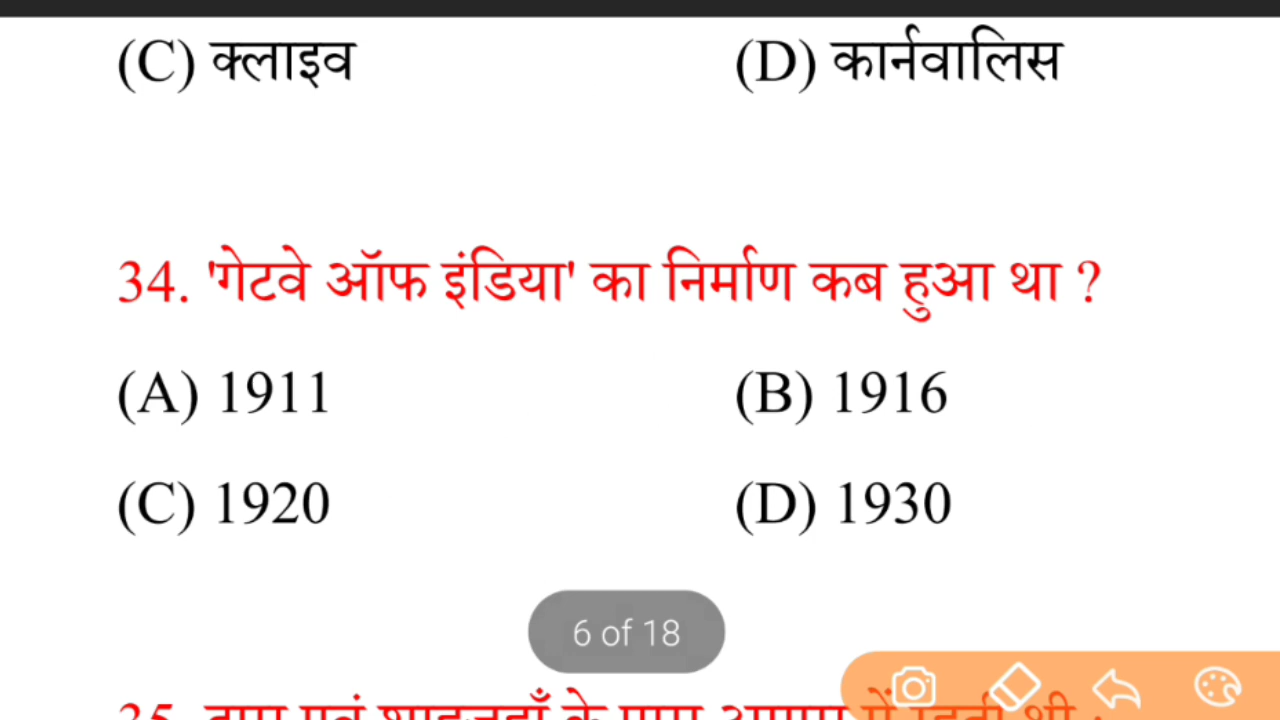 (C) क्लाइव (D) कार्नवालिस
34. 'गेटवे ऑफ इंडिया' का निर्माण कब हुआ था ?
(A) 1911 (B) 1916
(C) 1920 (D) 1930
6 of 18